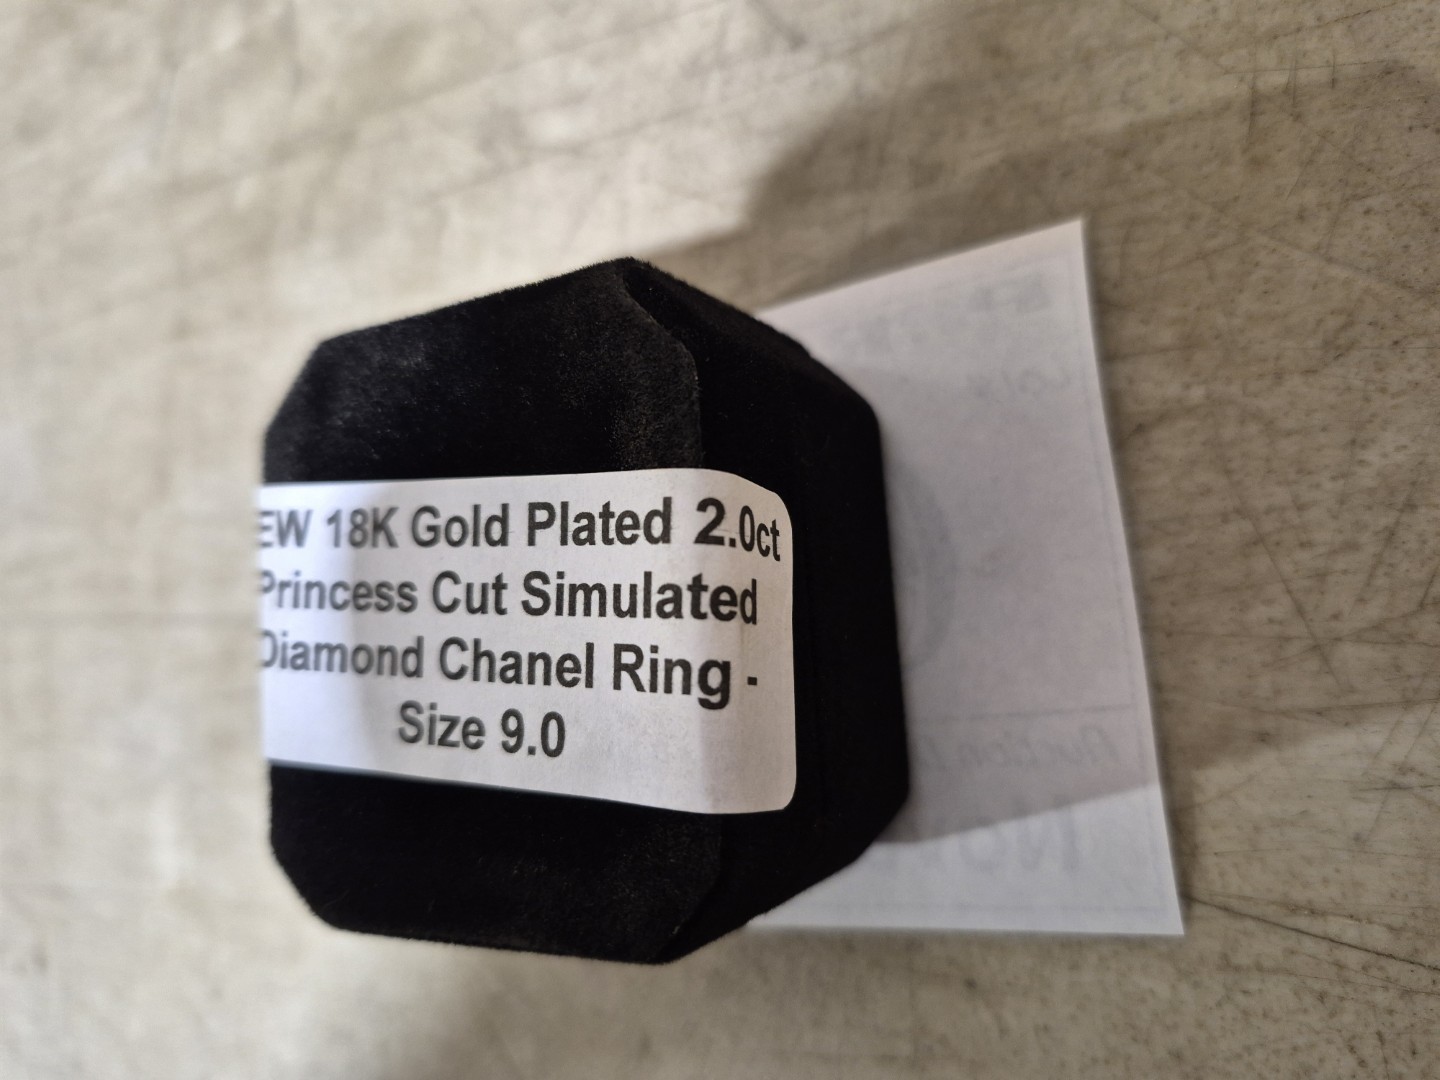 EW 18K Gold Plated 2.0ct
Princess Cut Simulated
Diamond Chanel Ring -
Size 9.0